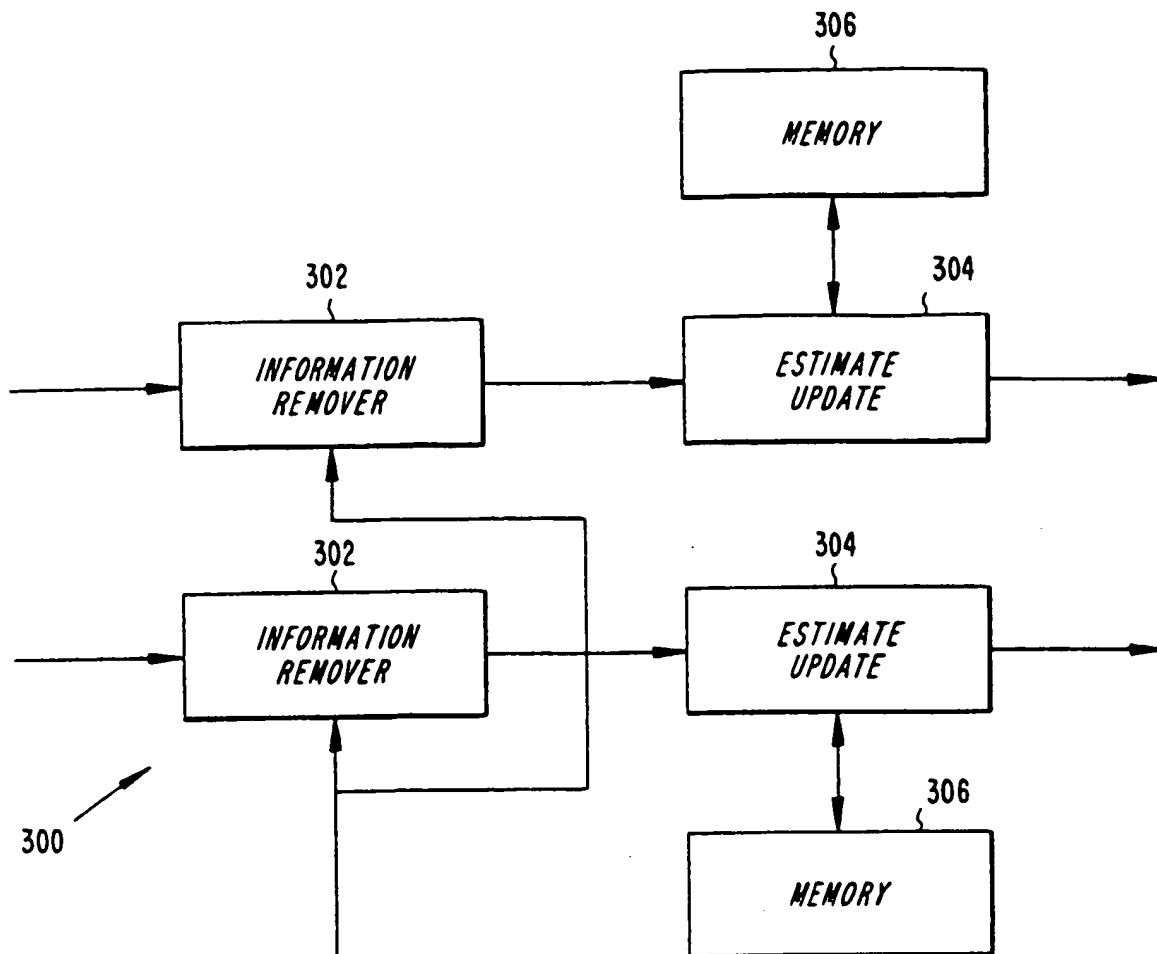 306
MEMORY
302
304
INFORMATION
REMOVER
ESTIMATE
UPDATE
302
304
INFORMATION
REMOVER
ESTIMATE
UPDATE
300
306
MEMORY